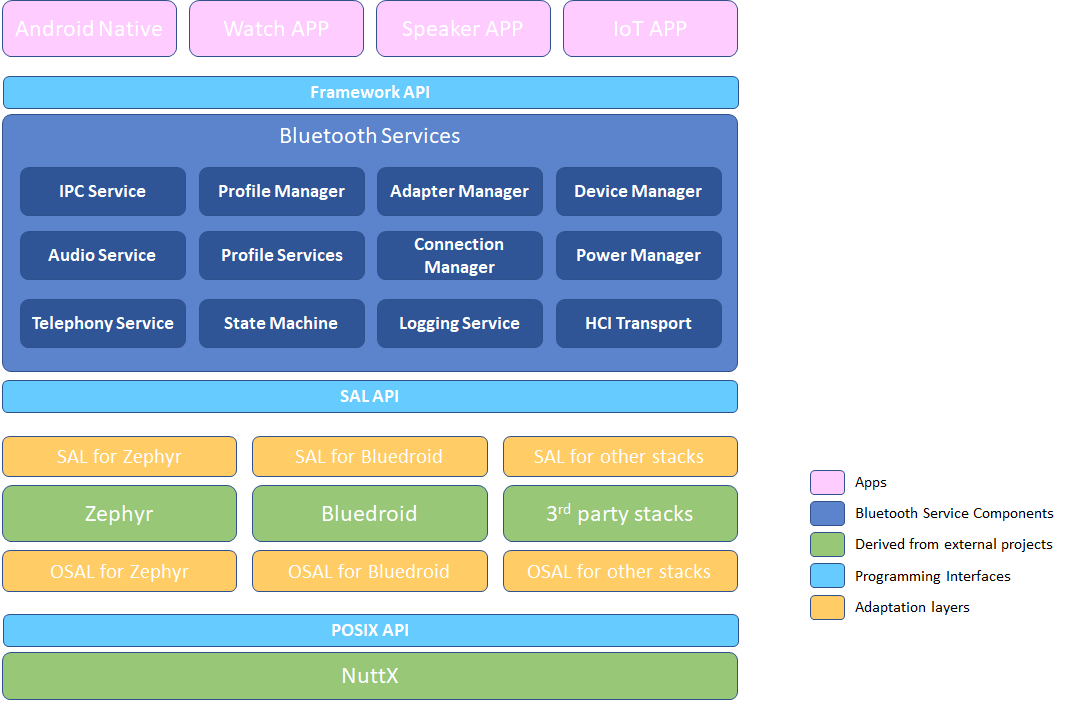 Android Native
Watch APP
Speaker APP
IoT APP
Framework API
Bluetooth Services
IPC Service
Profile Manager
Adapter Manager
Device Manager
Audio Service
Profile Services
Connection
Manager
Power Manager
Telephony Service
State Machine
Logging Service
HCI Transport
SAL API
SAL for Zephyr
SAL for Bluedroid
SAL for other stacks
Zephyr
Bluedroid
3rd party stacks
OSAL for Zephyr
OSAL for Bluedroid
OSAL for other stacks
POSIX API
NuttX
Apps
Bluetooth Service Components
Derived from external projects
Programming Interfaces
Adaptation layers